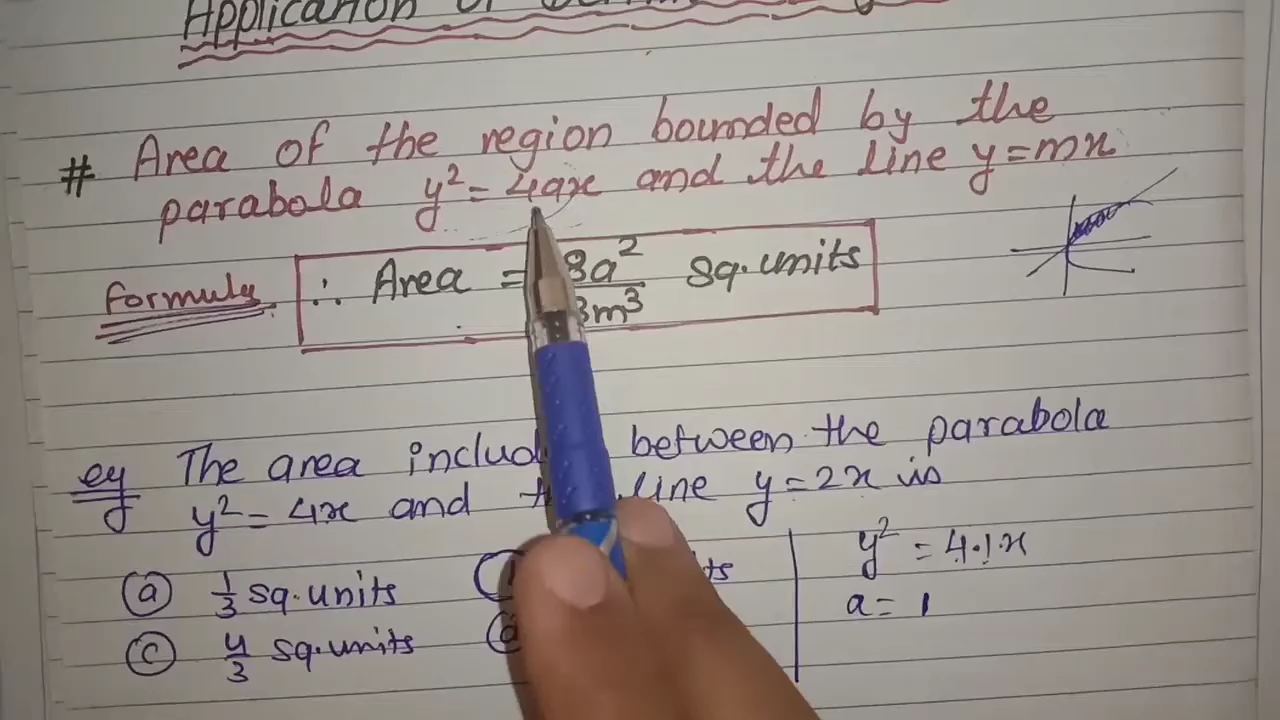 Application of
# Area of the region bounded by the
parabola y² = 4ax and the line y=mx
Formula ∴ Area = 8a²/3m³ sq. units
eg The area includ between the parabola
y² = 4x and line y=2x is
y² = 4.1.x
(a) 1/3 sq. units
a = 1
(c) 4/3 sq. units (d)